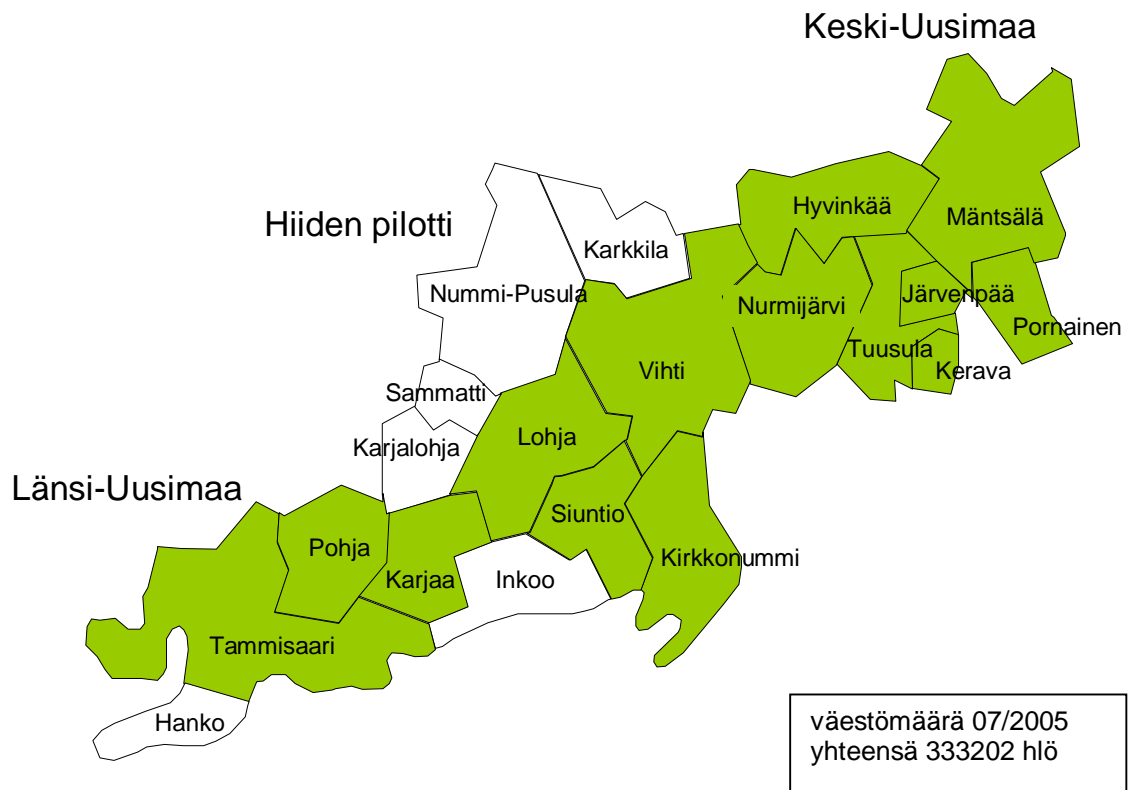 Keski-Uusimaa
Hyvinkää
Mäntsälä
Hiiden pilotti
Karkkila
Nummi-Pusula
Nurmijärvi
Järvenpää
Pornainen
Tuusula
Kerava
Vihti
Sammatti
Lohja
Karjalohja
Länsi-Uusimaa
Siuntio
Pohja
Kirkkonummi
Karjaa
Inkoo
Tammisaari
Hanko
väestömäärä 07/2005
yhteensä 333202 hlö